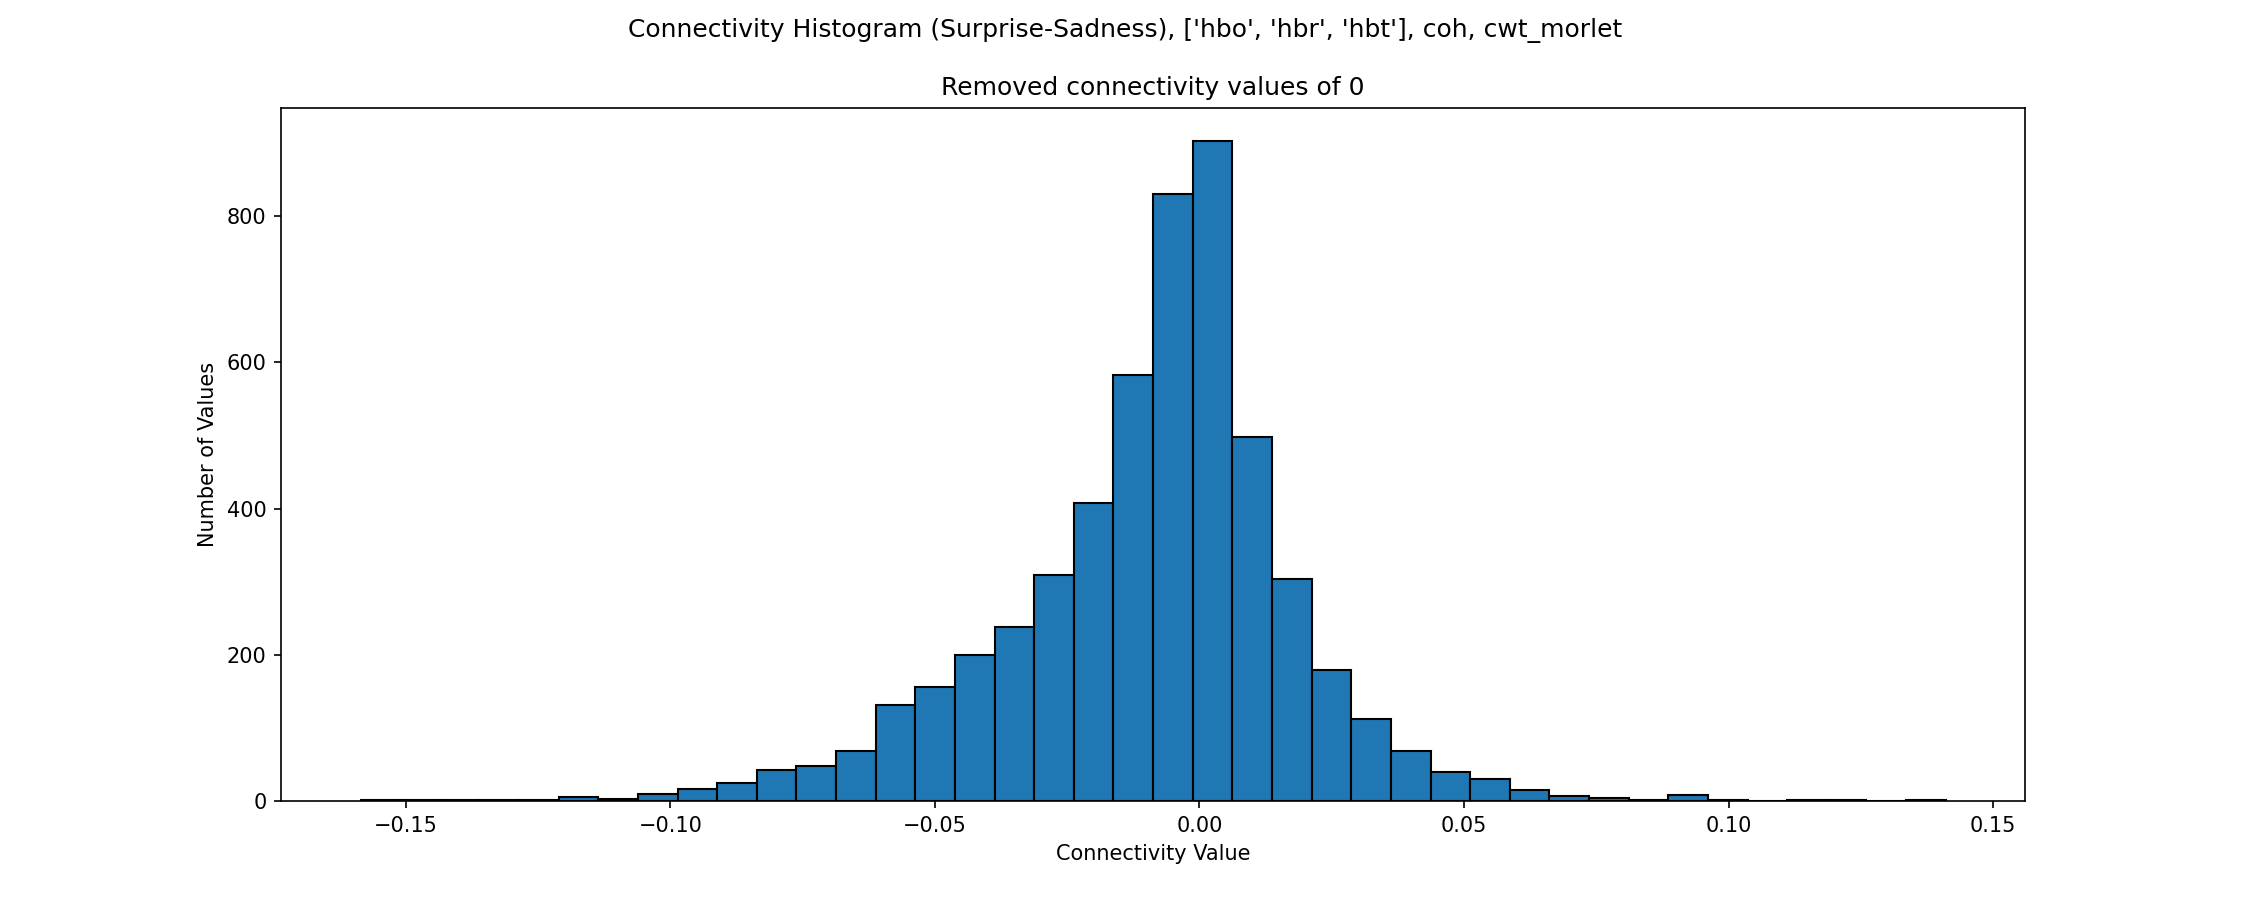 Connectivity Histogram (Surprise-Sadness), ['hbo', 'hbr', 'hbt'], coh, cwt_morlet
Removed connectivity values of 0
800
600
400
200
0
Number of Values
−0.15 −0.10 −0.05 0.00 0.05 0.10 0.15
Connectivity Value